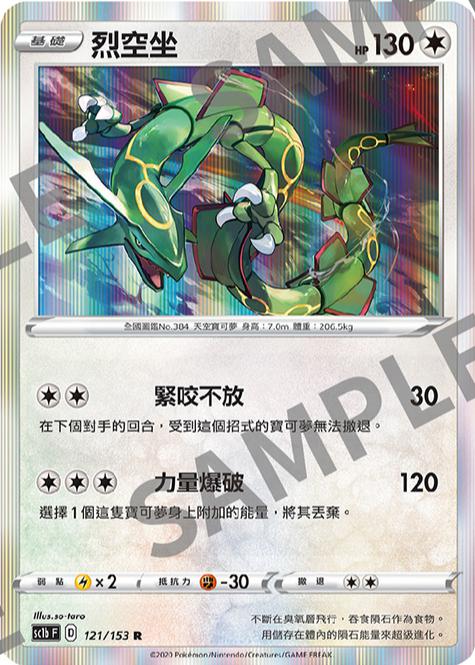 基礎 烈空坐 HP 130
全國圖鑑No.384 天空寶可夢 身高：7.0m 體重：206.5kg
緊咬不放 30
在下個對手的回合，受到這個招式的寶可夢無法撤退。
力量爆破 120
選擇1個這隻寶可夢身上附加的能量，將其丟棄。
弱點 ×2 抵抗力 -30 撤退
Illus.so-taro
sc1b F D 121/153 R
不斷在臭氧層飛行，吞食隕石作為食物。
用儲存在體內的隕石能量來超級進化。
©2020 Pokémon/Nintendo/Creatures/GAME FREAK.
SAMPLE
SAMPLE
SAMPLE